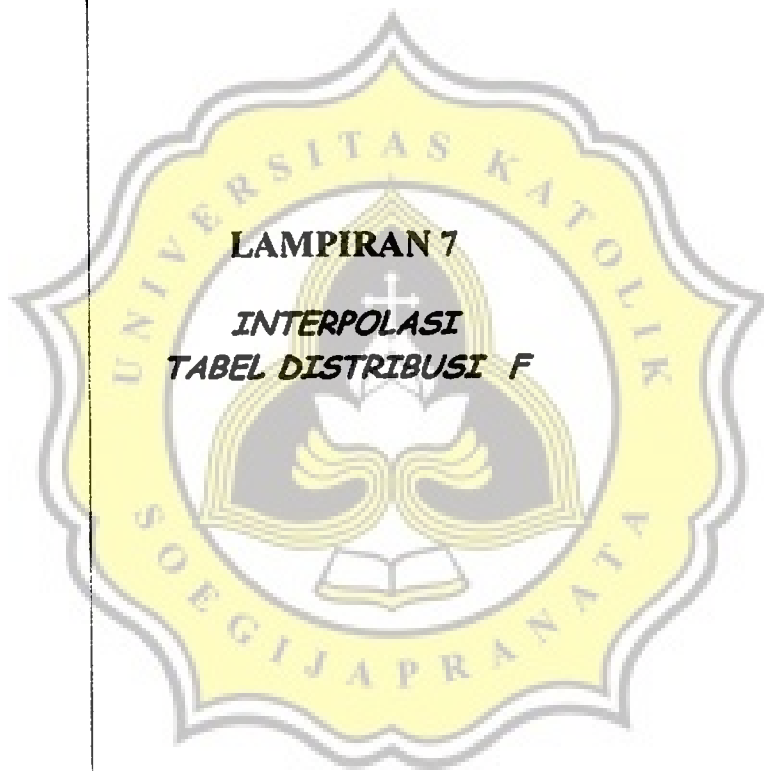 UNIVERSITAS KATOLIK
LAMPIRAN 7
INTERPOLASI
TABEL DISTRIBUSI F
SOEGIJAPRANATA